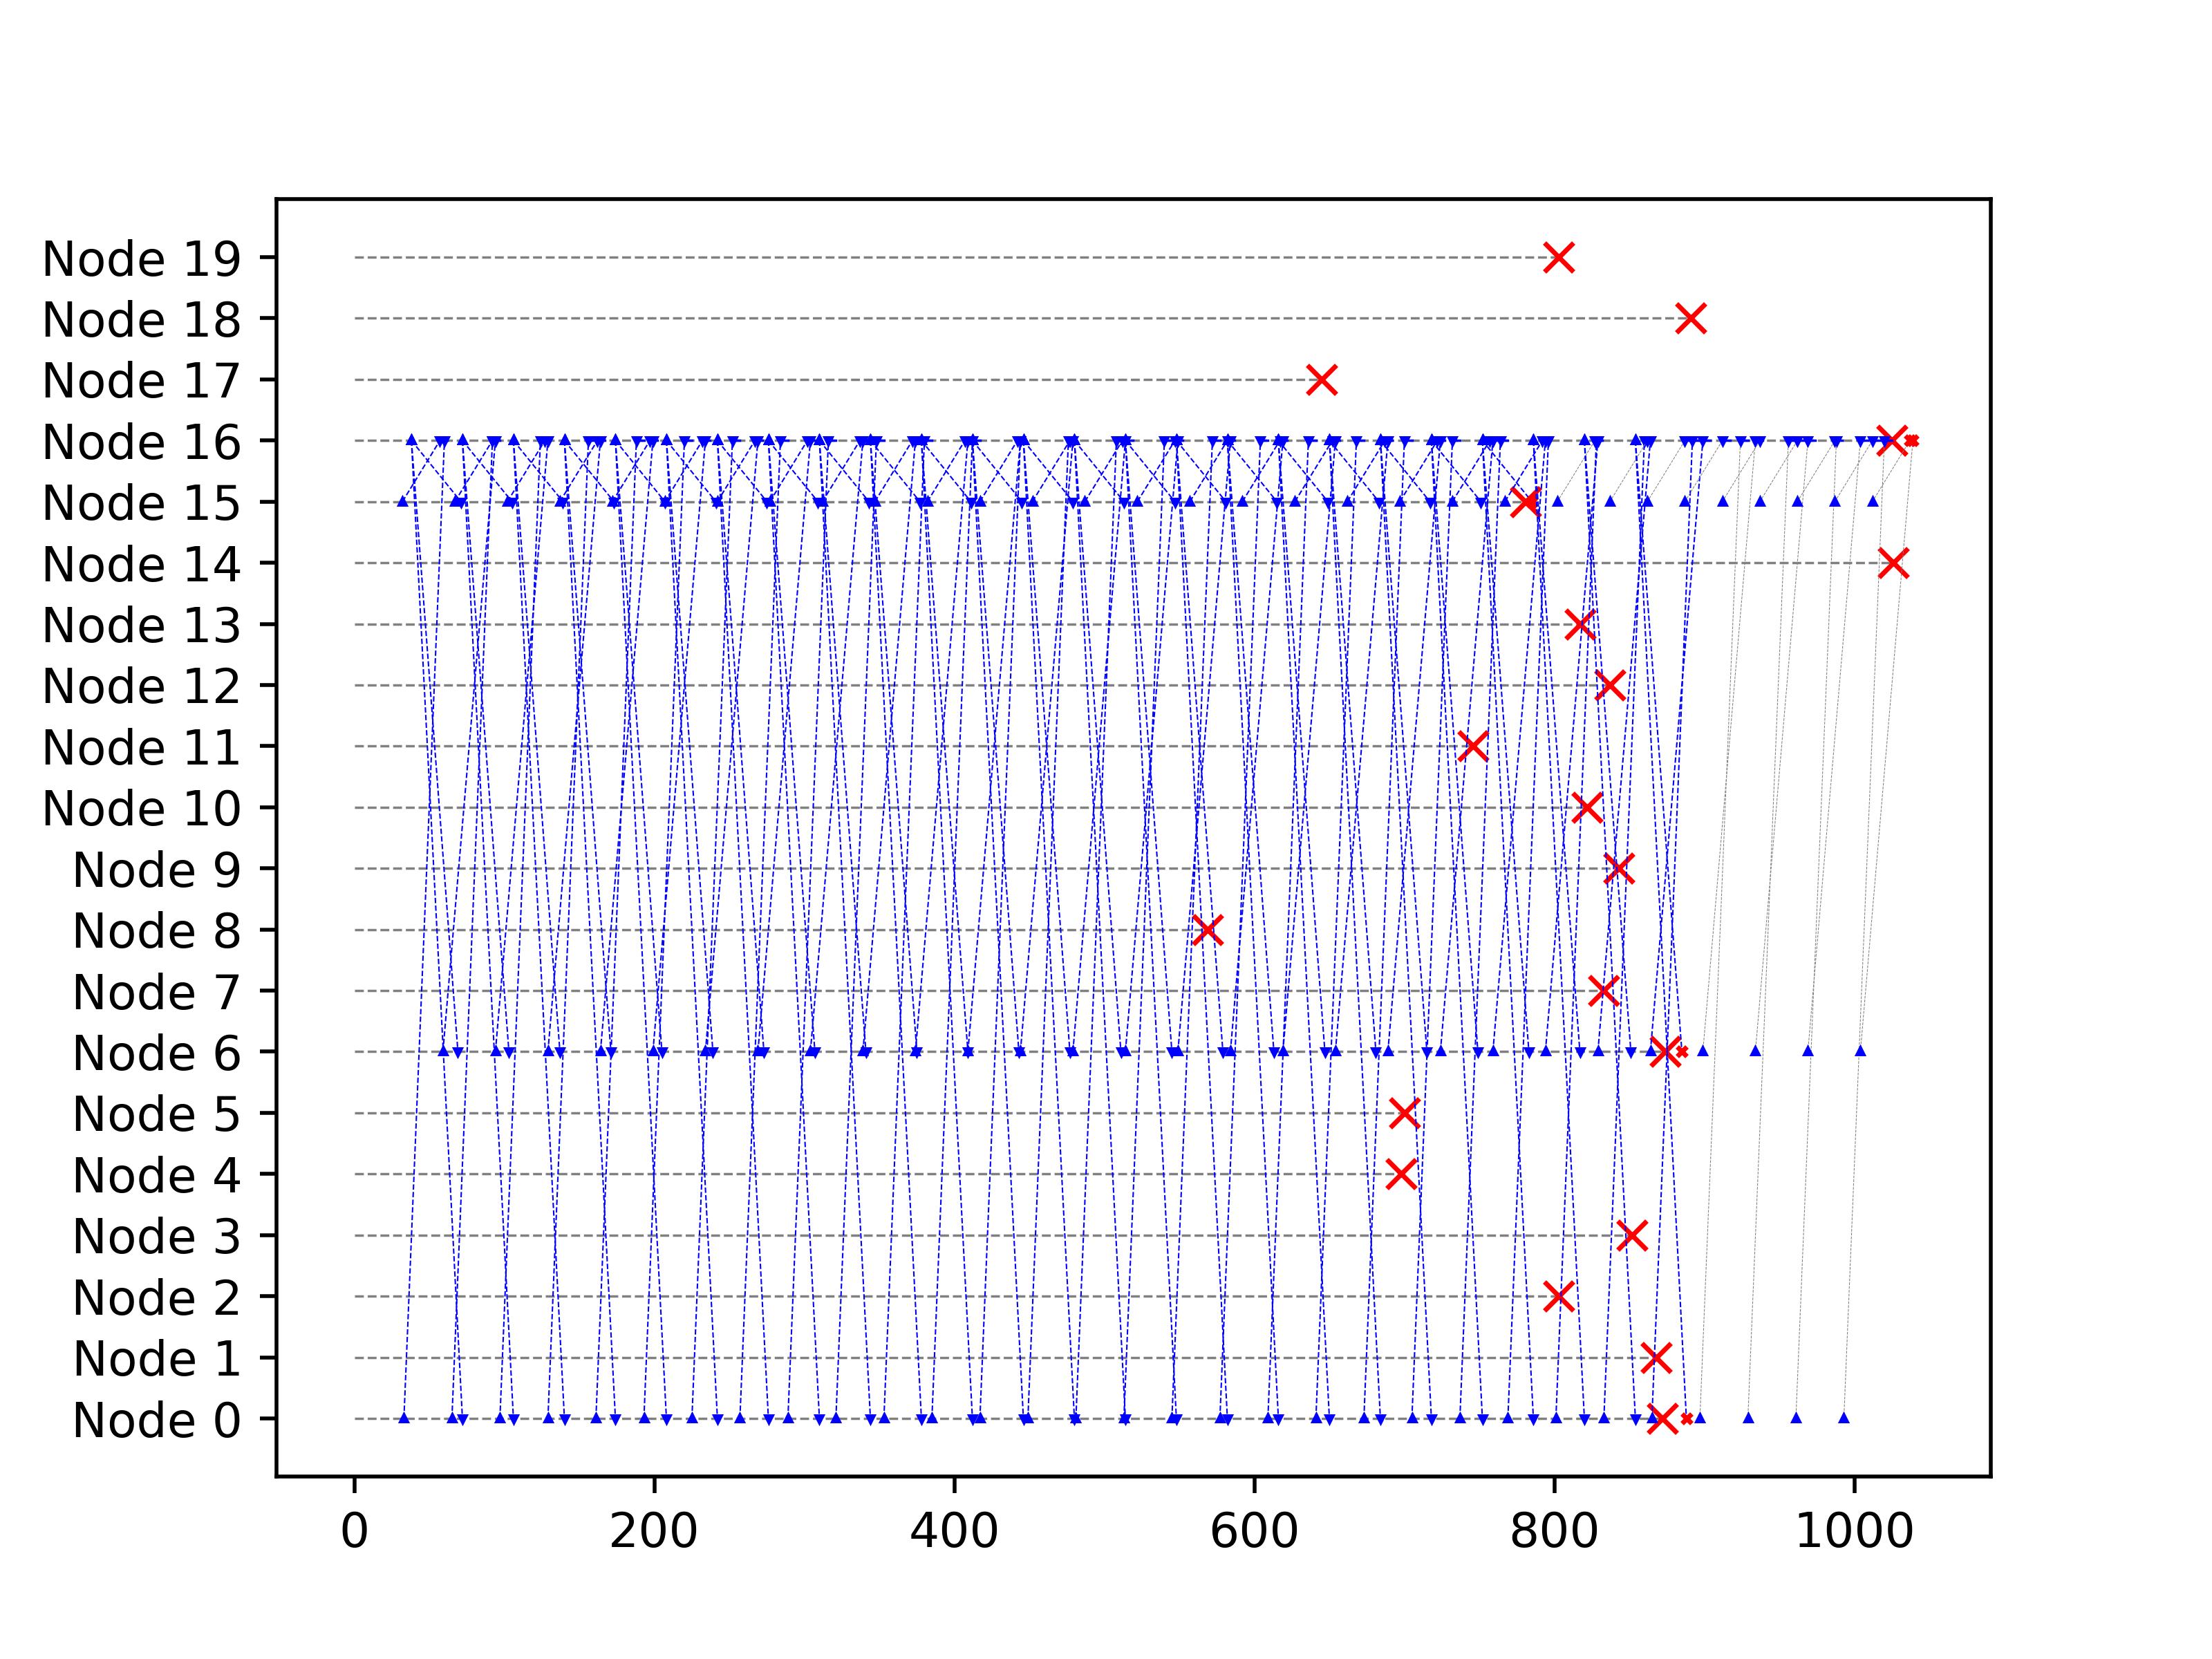 Node 19
Node 18
Node 17
Node 16
Node 15
Node 14
Node 13
Node 12
Node 11
Node 10
Node 9
Node 8
Node 7
Node 6
Node 5
Node 4
Node 3
Node 2
Node 1
Node 0
0 200 400 600 800 1000